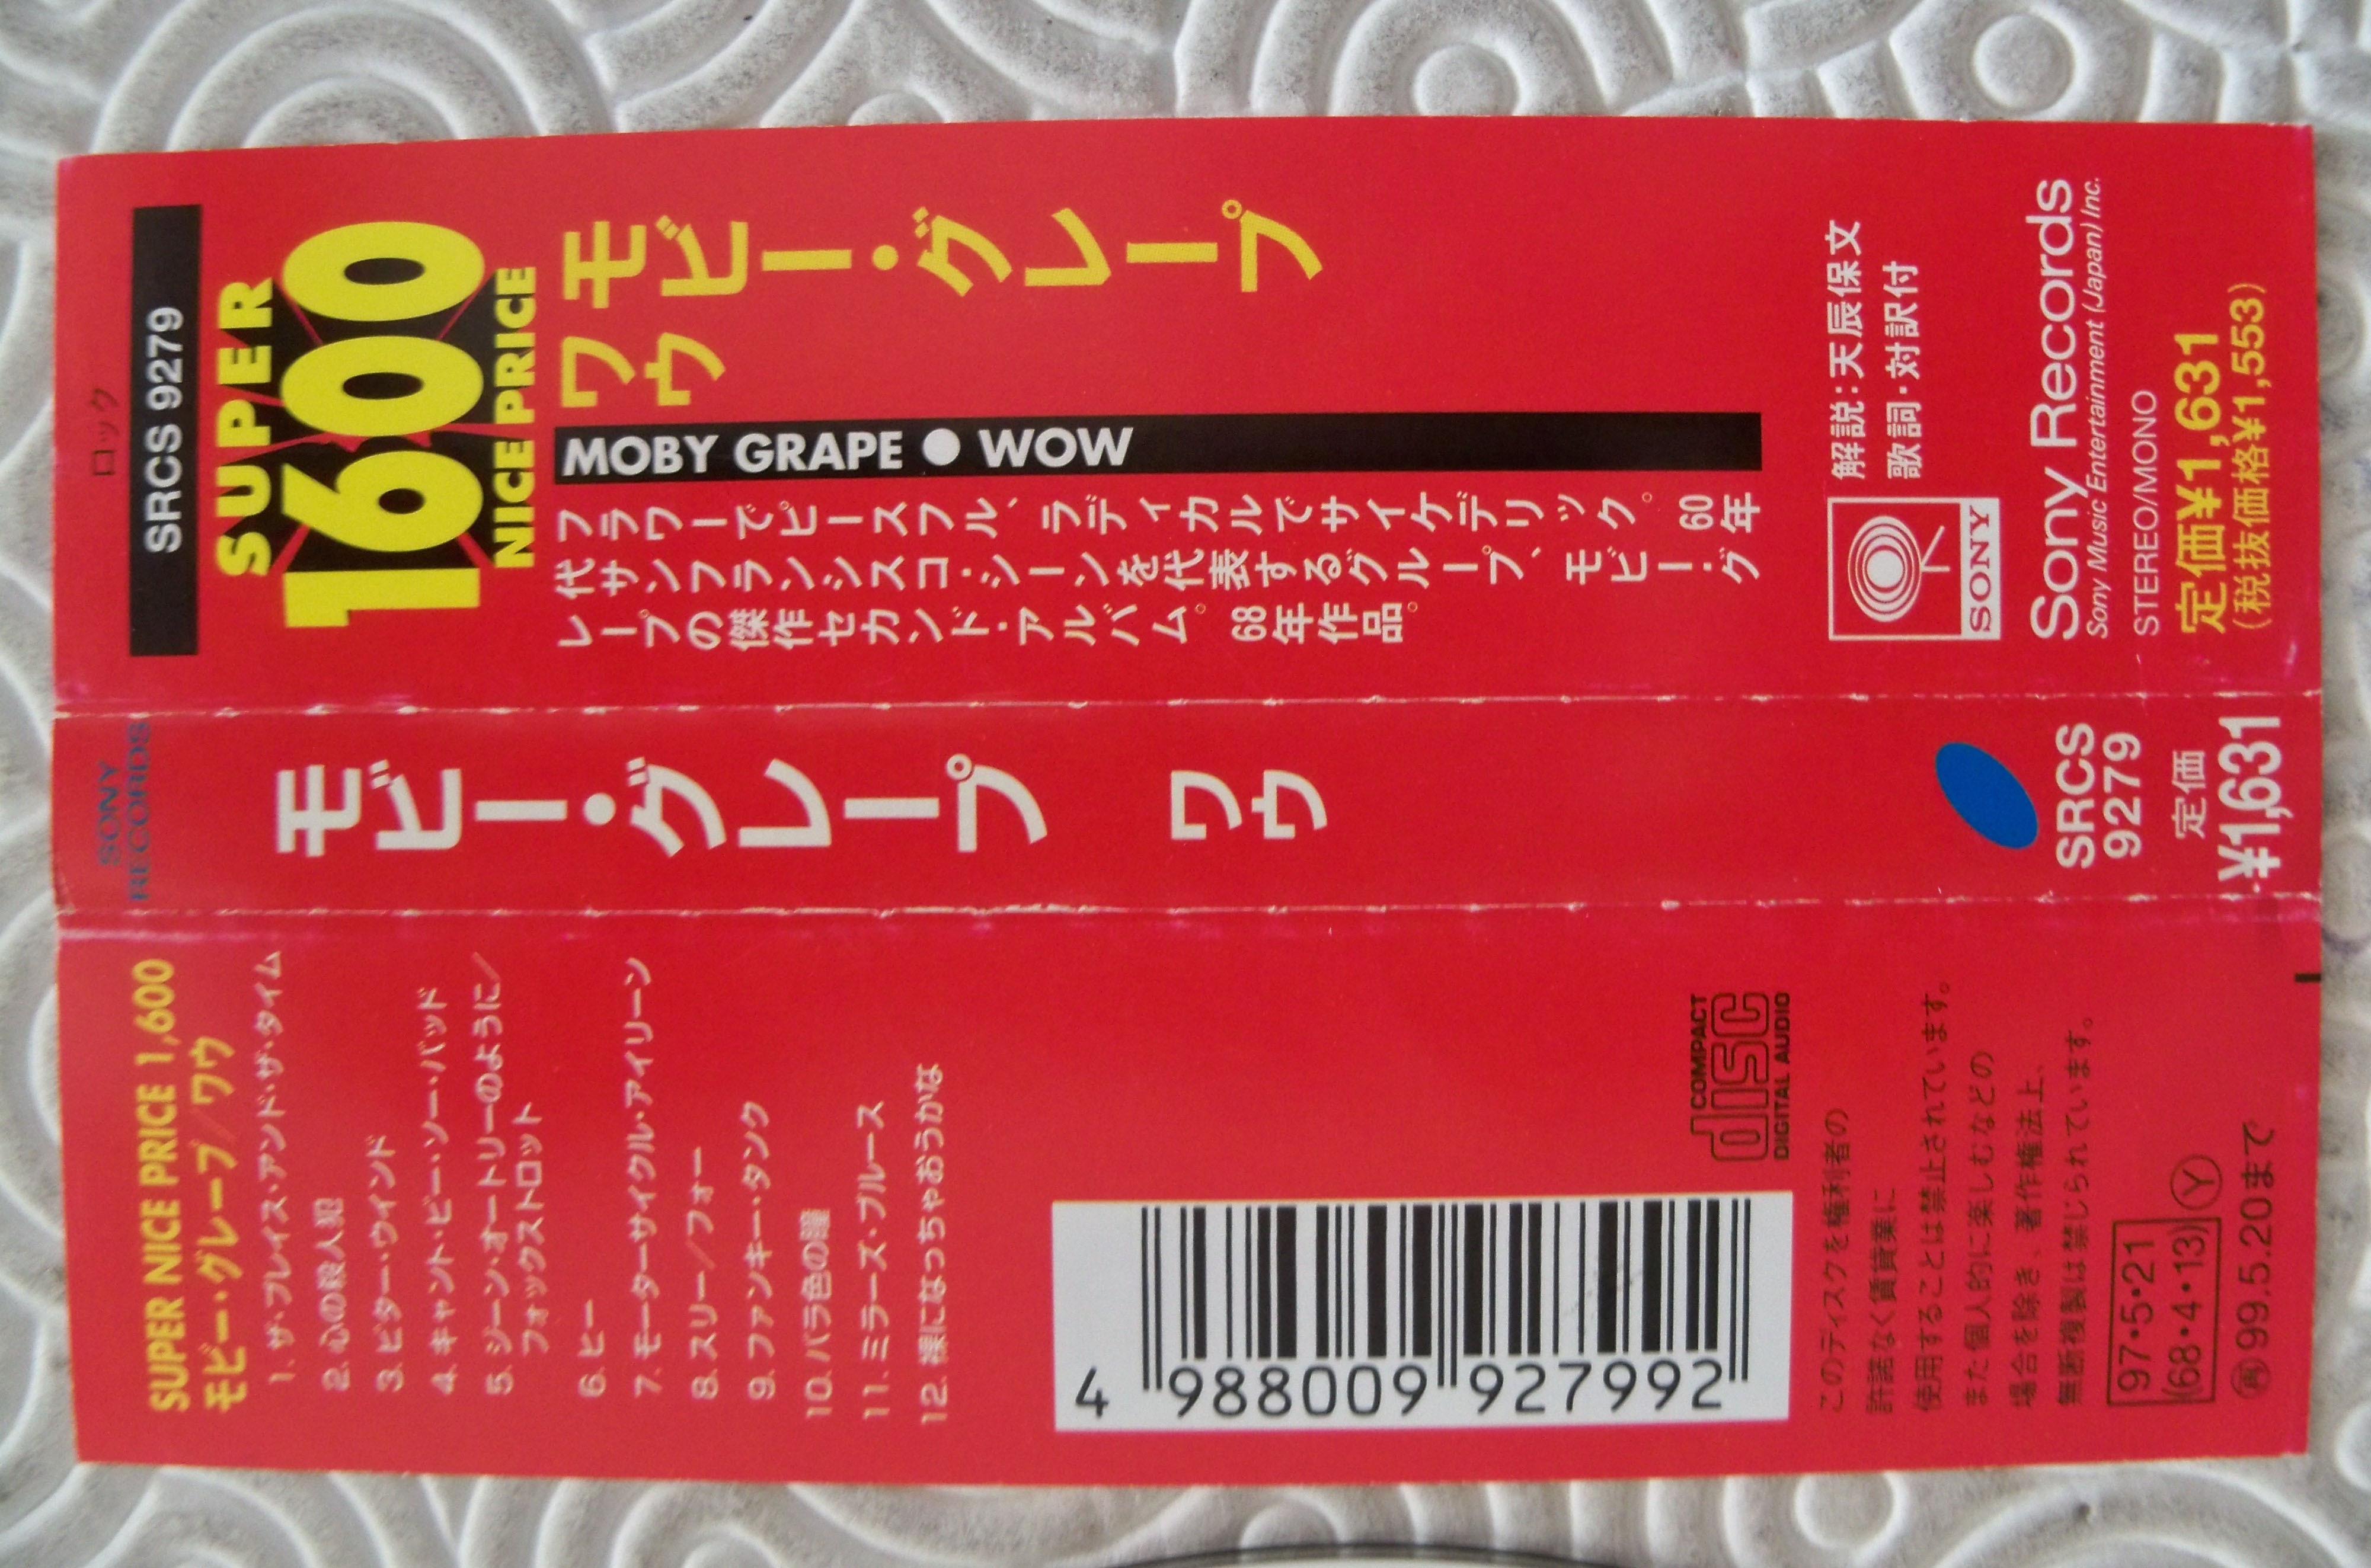 ロック
SRCS 9279
SUPER
1600
NICE PRICE
モビー・グレープ
ワウ
MOBY GRAPE ● WOW
フラワーでピースフル、ラディカルでサイケデリック。60年
代サンフランシスコ・シーンを代表するグループ、モビー・グ
レープの傑作セカンド・アルバム。68年作品。
解説：天辰保文
歌詞・対訳付
SONY
Sony Records
Sony Music Entertainment (Japan) Inc.
STEREO/MONO
定価¥1,631
(税抜価格¥1,553)
SONY
RECORDS
モビー・グレープ ワウ
SRCS
9279
定価
¥1,631
SUPER NICE PRICE 1,600
モビー・グレープ/ワウ
1. ザ・プレイス・アンド・ザ・タイム
2. 心の殺人犯
3. ビター・ウィンド
4. キャント・ビー・ソー・バッド
5. ジーン・オートリーのように/
フォックストロット
6. ヒー
7. モーターサイクル・アイリーン
8. スリー/フォー
9. ファンキー・タンク
10. バラ色の瞳
11. ミラーズ・ブルース
12. 裸になっちゃおうかな
4 988009 927992
COMPACT
disc
DIGITAL AUDIO
このディスクを権利者の
許諾なく賃貸業に
使用することは禁止されています。
また個人的に楽しむなどの
場合を除き、著作権法上、
無断複製は禁じられています。
97・5・21
(68・4・13) Ⓨ
㊢99.5.20まで